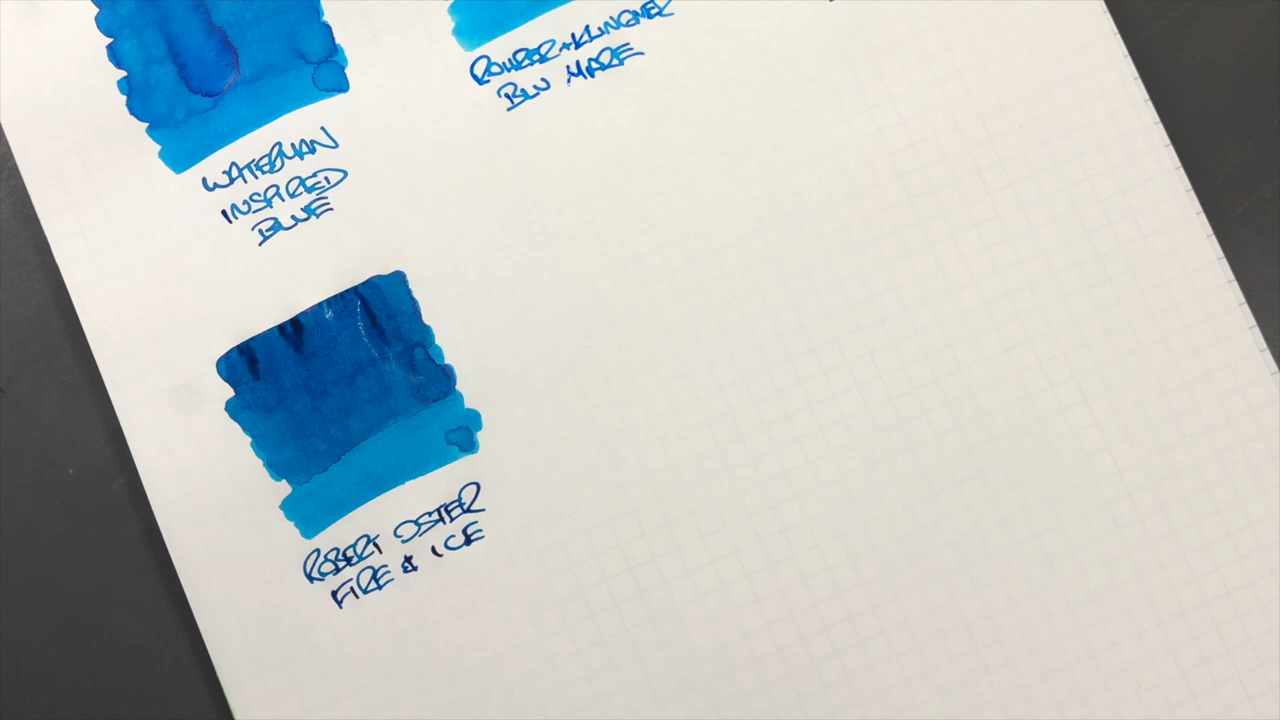 ROHRER + KLINGNER
BLU MARE
WATERMAN
INSPIRED
BLUE
ROBERT OSTER
FIRE & ICE